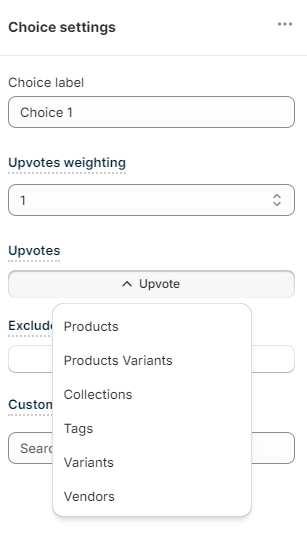 Choice settings
Choice label
Choice 1
Upvotes weighting
1
Upvotes
Upvote
Products
Products Variants
Collections
Tags
Variants
Vendors